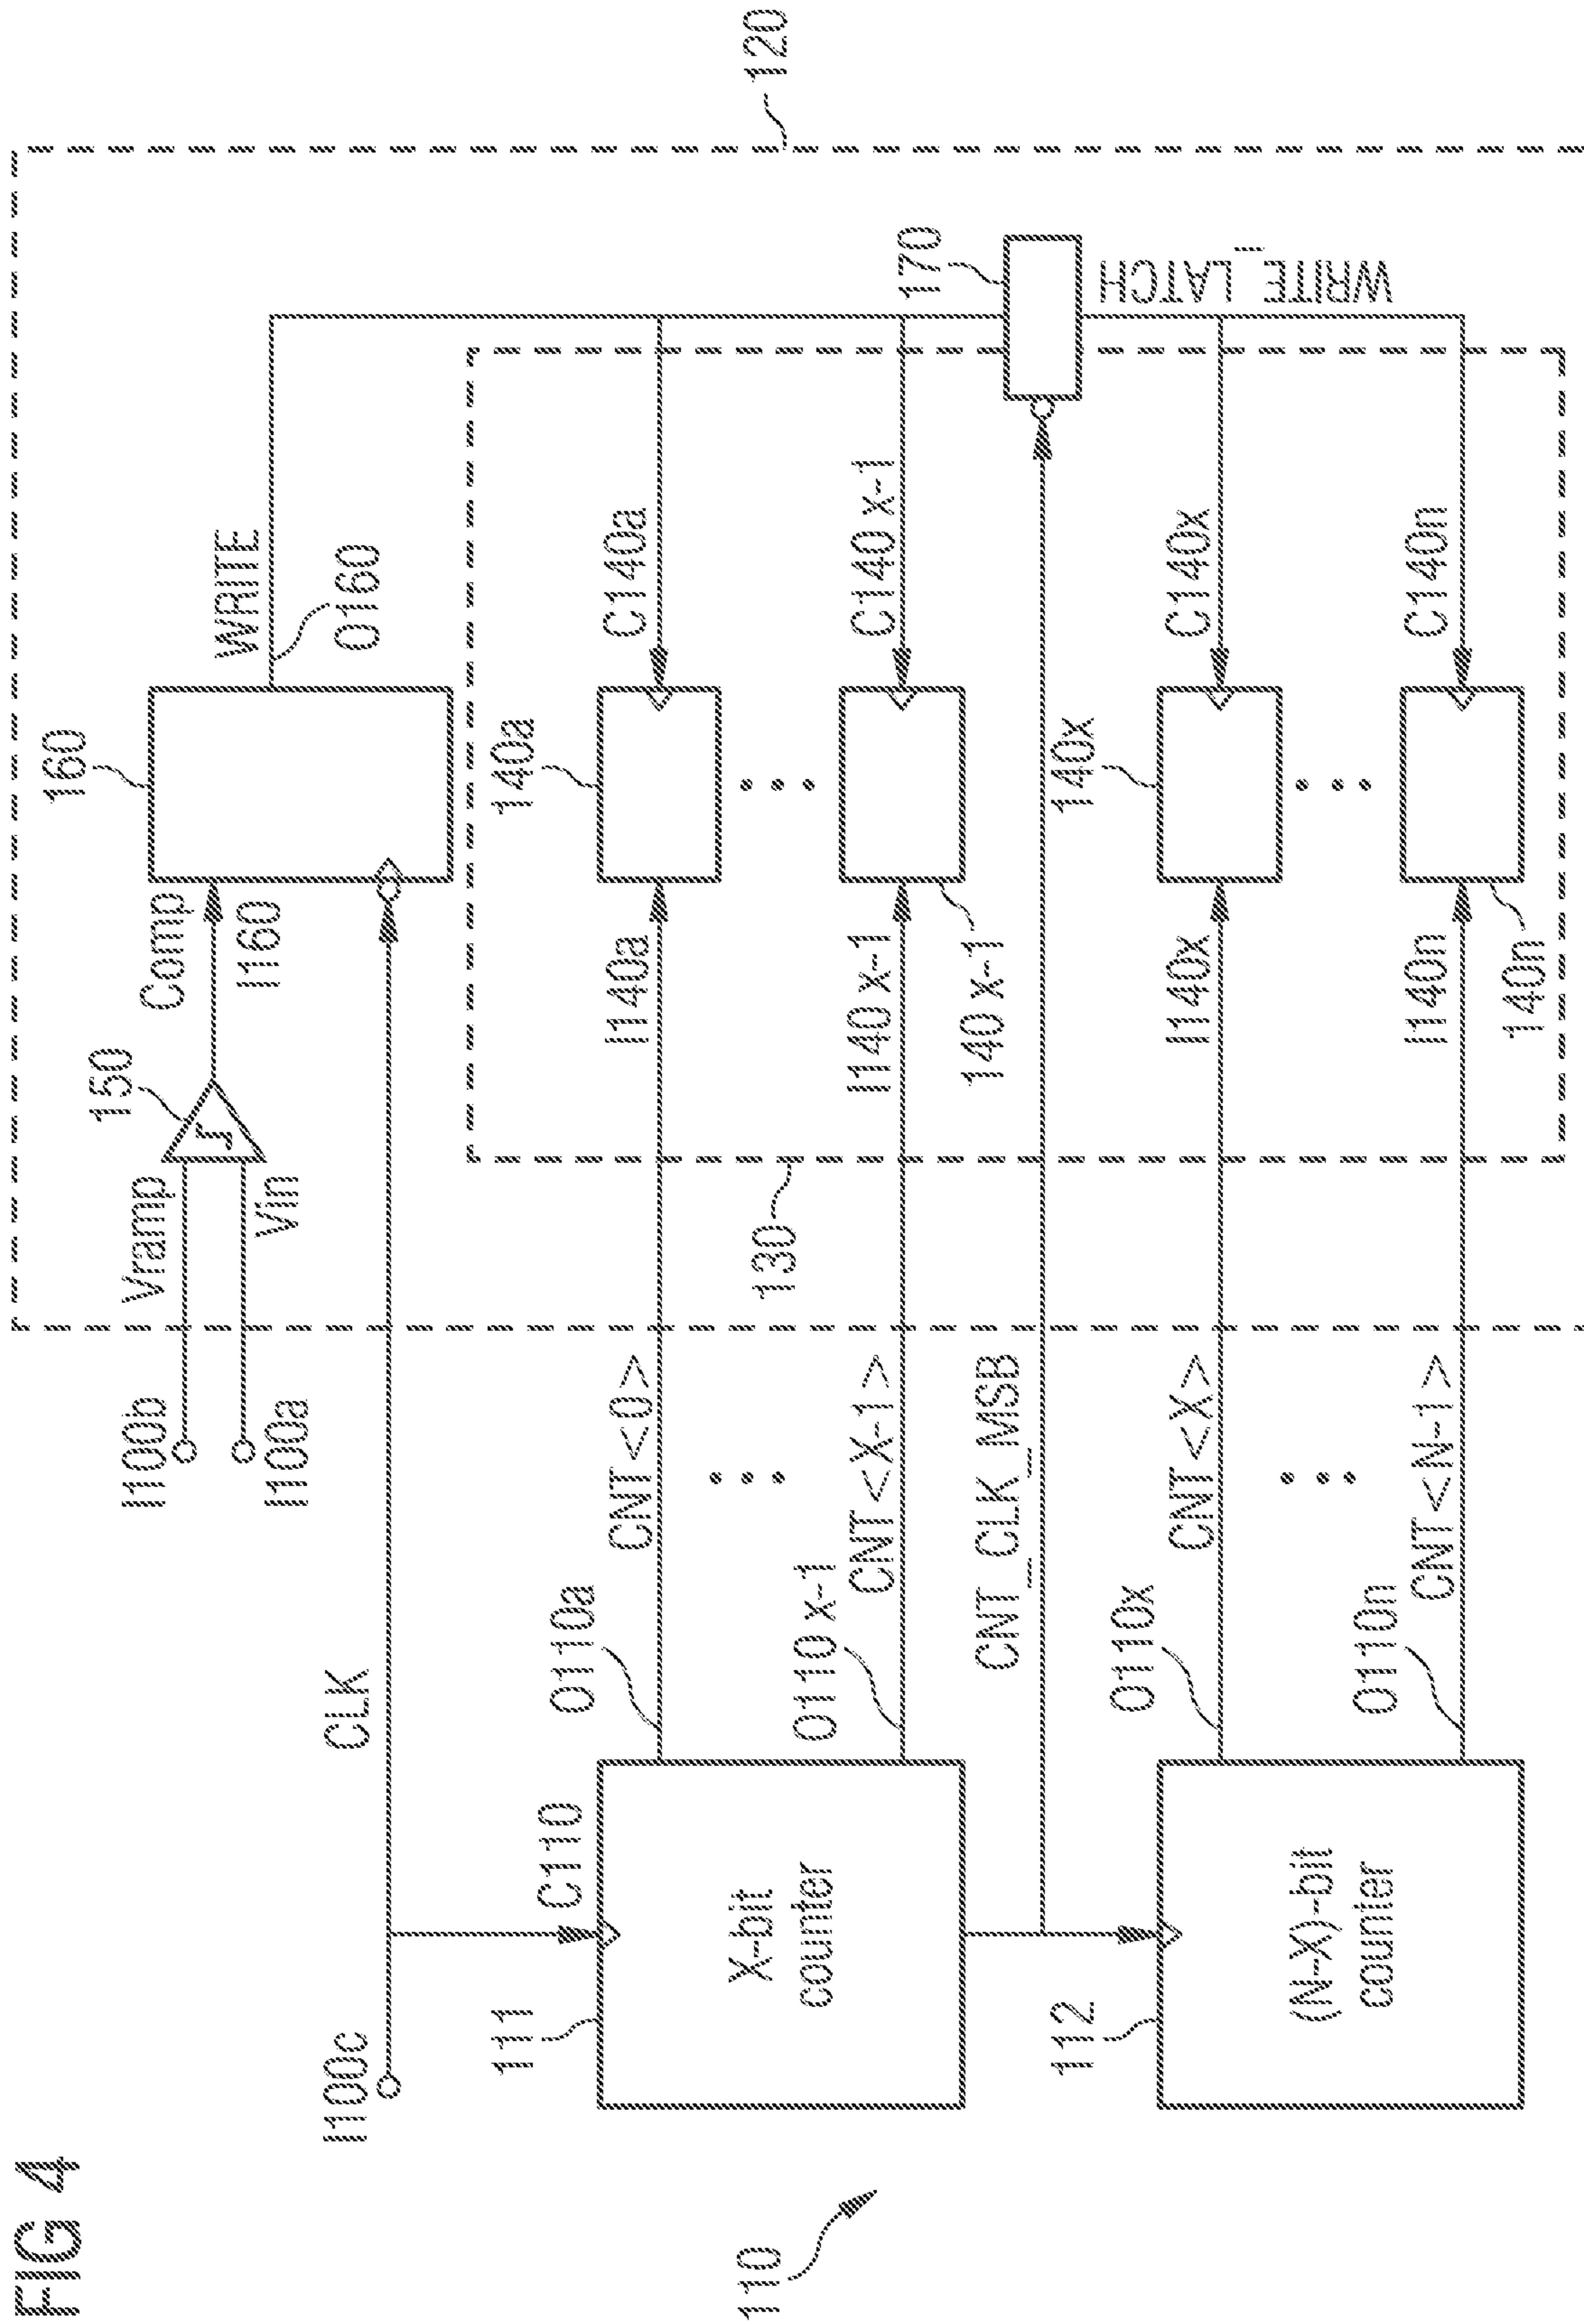 FIG 4
110
I100c
CLK
I100b
I100a
Vramp
Vin
150
Comp
I160
160
WRITE
O160
120
C110
111
X-bit
counter
O110a
CNT<0>
130
I140a
140a
C140a
O110 x-1
CNT<X-1>
I140 x-1
140 x-1
C140 x-1
CNT_CLK_MSB
170
WRITE_LATCH
112
(N-X)-bit
counter
O110x
CNT<X>
I140x
140x
C140x
O110n
CNT<N-1>
I140n
140n
C140n